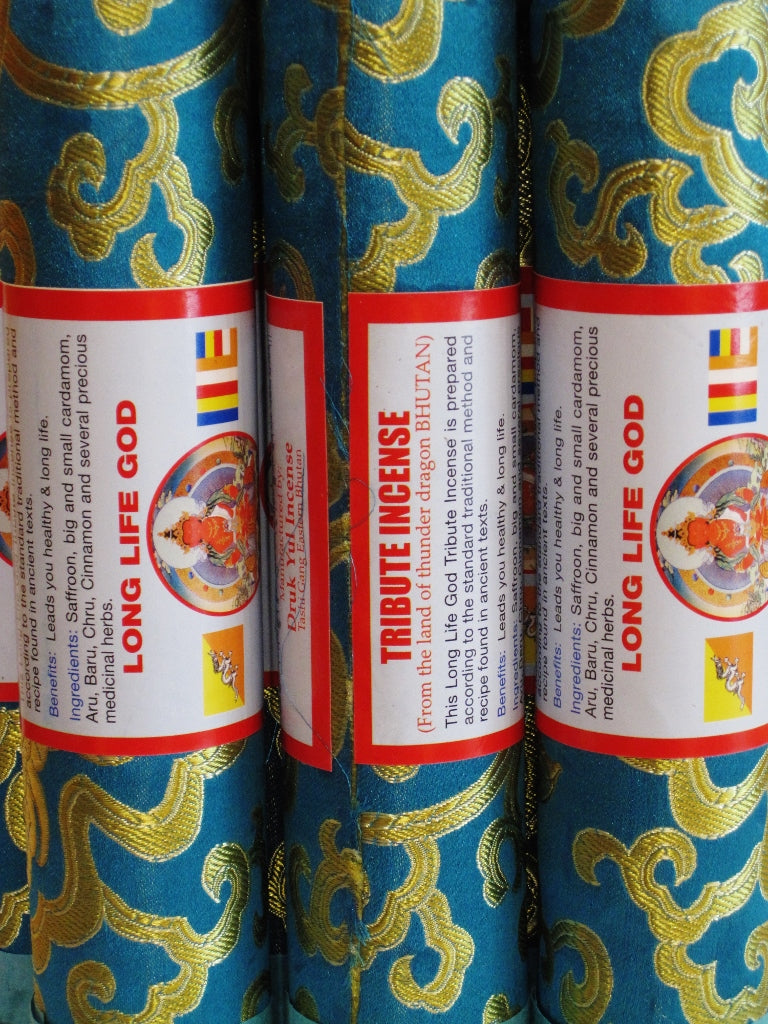 according to the standard traditional method and
recipe found in ancient texts.
Benefits: Leads you healthy & long life.
Ingredients: Saffroon, big and small cardamom,
Aru, Baru, Chru, Cinnamon and several precious
medicinal herbs.
LONG LIFE GOD
Druk Yul Incense
Tashi-Gang Eastern Bhutan
TRIBUTE INCENSE
(From the land of thunder dragon BHUTAN)
This Long Life God Tribute Incense is prepared
according to the standard traditional method and
recipe found in ancient texts.
Benefits: Leads you healthy & long life.
Ingredients: Saffroon, big and small cardamom,
recipe found in ancient texts.
Benefits: Leads you healthy & long life.
Ingredients: Saffroon, big and small cardamom,
Aru, Baru, Chru, Cinnamon and several precious
medicinal herbs.
LONG LIFE GOD